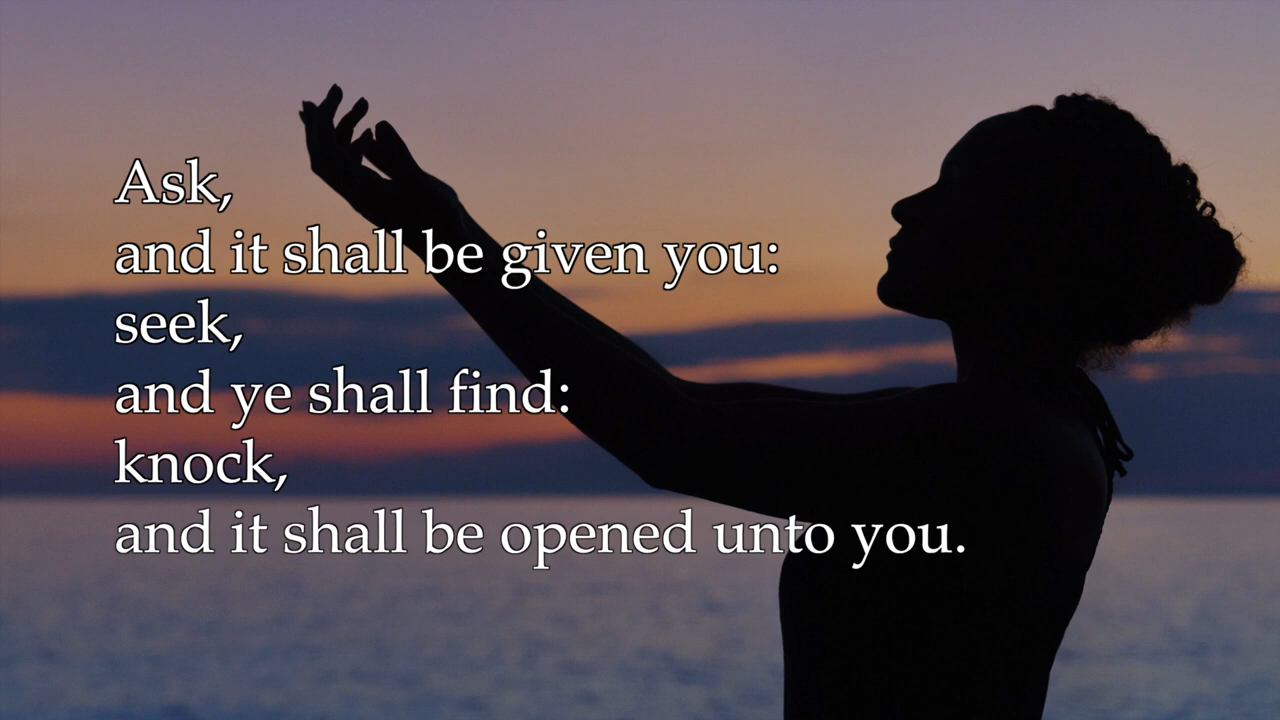 Ask,
and it shall be given you:
seek,
and ye shall find:
knock,
and it shall be opened unto you.